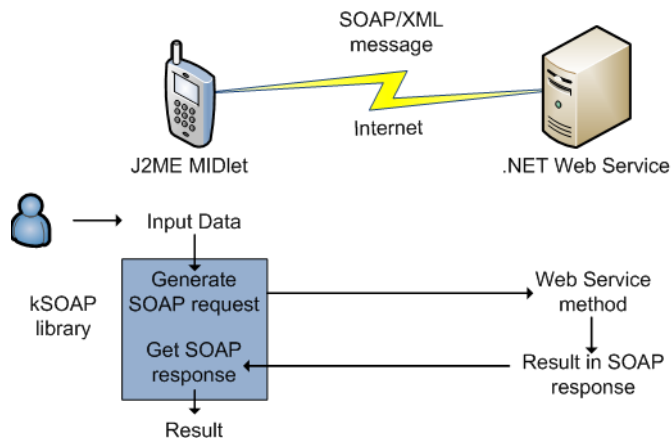 SOAP/XML
message
Internet
J2ME MIDlet
.NET Web Service
Input Data
kSOAP
library
Generate
SOAP request
Web Service
method
Get SOAP
response
Result in SOAP
response
Result